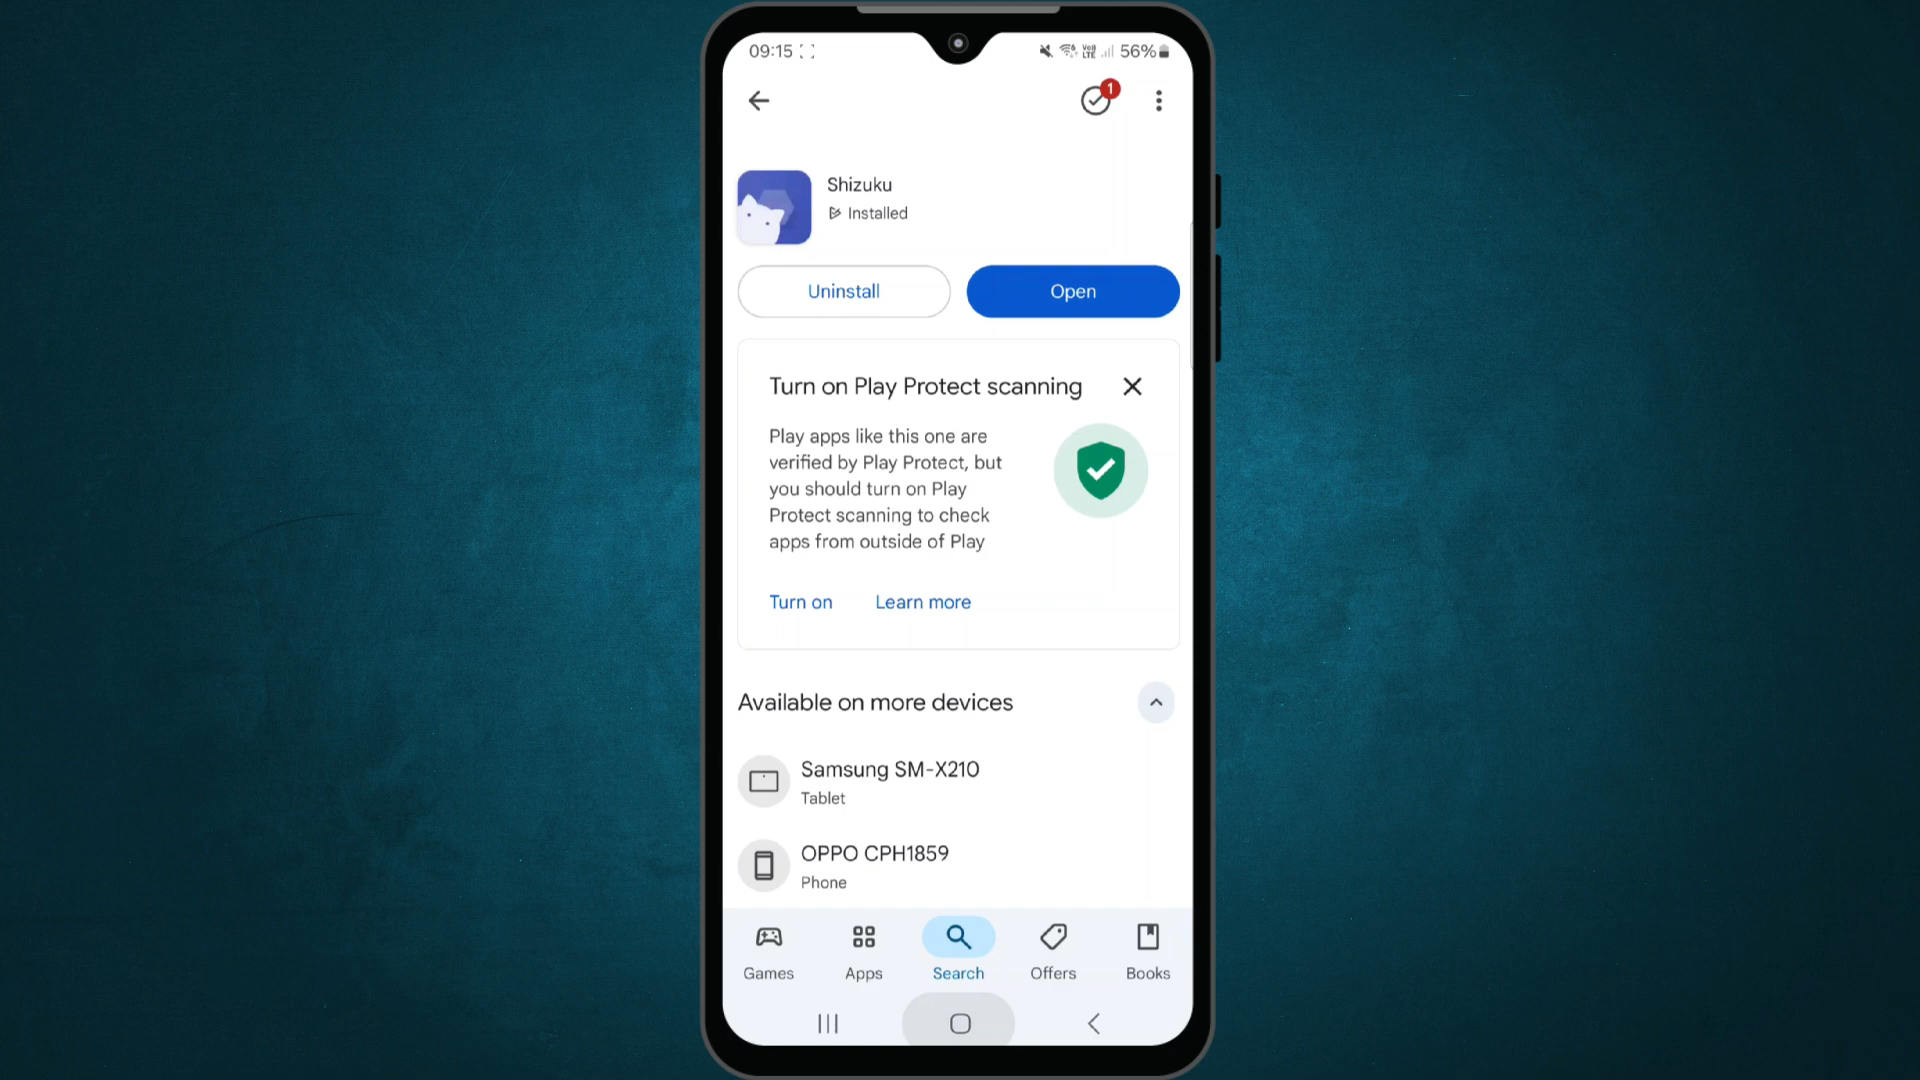 09:15
Vo)) LTE 56%
1
Shizuku
Installed
Uninstall
Open
Turn on Play Protect scanning
Play apps like this one are
verified by Play Protect, but
you should turn on Play
Protect scanning to check
apps from outside of Play
Turn on
Learn more
Available on more devices
Samsung SM-X210
Tablet
OPPO CPH1859
Phone
Games
Apps
Search
Offers
Books